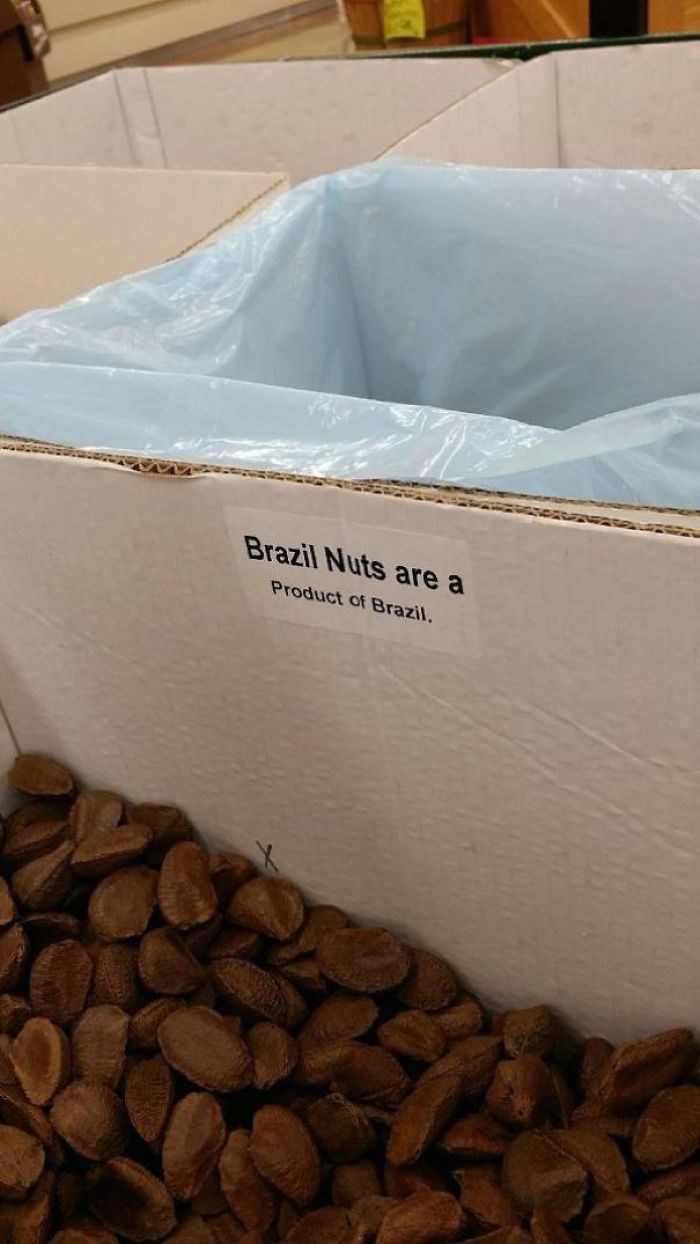 Brazil Nuts are a
Product of Brazil.
X